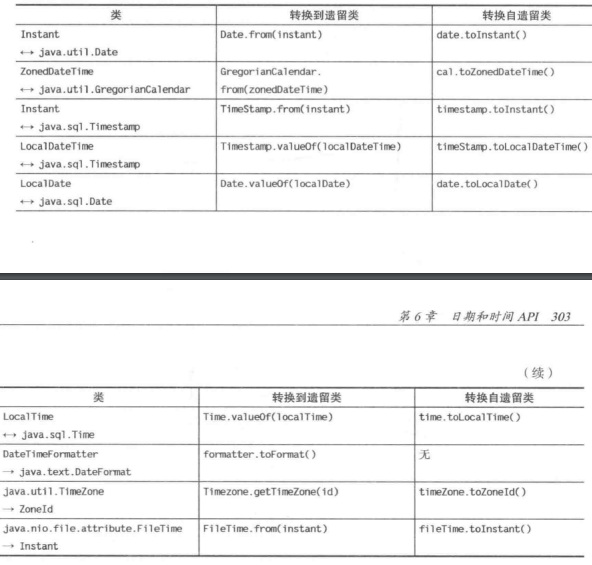 类 转换到遗留类 转换自遗留类
Instant Date.from(instant) date.toInstant()
↔ java.util.Date
ZonedDateTime GregorianCalendar. cal.toZonedDateTime()
↔ java.util.GregorianCalendar from(zonedDateTime)
Instant TimeStamp.from(instant) timestamp.toInstant()
↔ java.sql.Timestamp
LocalDateTime Timestamp.valueOf(localDateTime) timeStamp.toLocalDateTime()
↔ java.sql.Timestamp
LocalDate Date.valueOf(localDate) date.toLocalDate()
↔ java.sql.Date
第6章 日期和时间 API 303
（续）
类 转换到遗留类 转换自遗留类
LocalTime Time.valueOf(localTime) time.toLocalTime()
↔ java.sql.Time
DateTimeFormatter formatter.toFormat() 无
→ java.text.DateFormat
java.util.TimeZone Timezone.getTimeZone(id) timeZone.toZoneId()
→ ZoneId
java.nio.file.attribute.FileTime FileTime.from(instant) fileTime.toInstant()
→ Instant